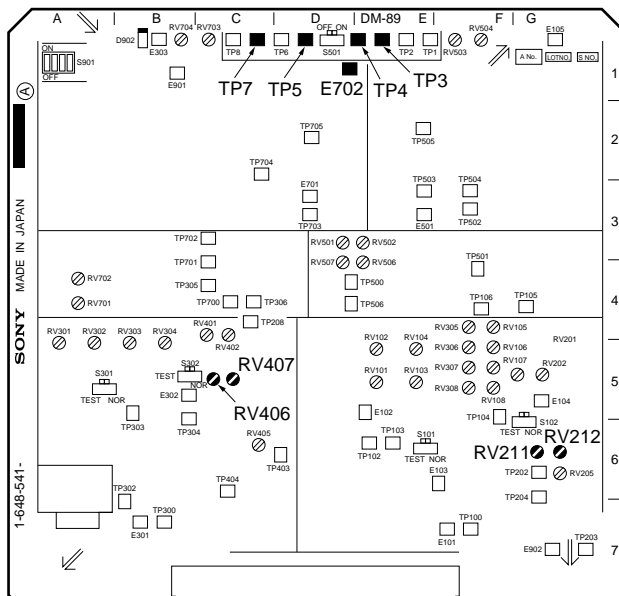 A B C D DM-89 E F G
RV704 RV703 OFF ON RV504 E105
D902 E303 TP8 TP6 S501 TP2 TP1 RV503
ON
S901
OFF
A No. LOTNO. S NO.
1
E901 TP7 TP5 E702 TP4 TP3
A
TP705 TP505 2
TP704
E701 TP503 TP504
TP703 E501 TP502 3
TP702 RV501 RV502
TP701 RV507 RV506 TP501
RV702 TP305 TP500
4
RV701 TP700 TP306 TP506 TP106 TP105
TP208
RV301 RV302 RV303 RV304 RV401 RV402 RV102 RV104 RV305 RV105 RV201
RV306 RV106
S302 RV407 RV307 RV107 RV202
TEST NOR
S301 RV101 RV103 RV308 5
TEST NOR E302 RV406 RV108 E104
TP303 TP304 E102 TP104 S102
TEST NOR
RV405 TP103 S101 RV211 RV212
TP403 TP102 TEST NOR
6
TP404 E103 TP202 RV205
TP302 TP204
E301 TP300 E101 TP100
E902 TP203 7
SONY MADE IN JAPAN
1-648-541-